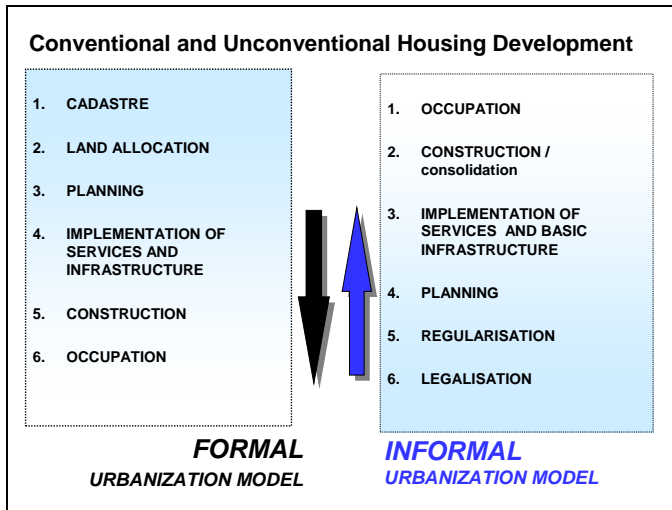 Conventional and Unconventional Housing Development
1. CADASTRE
2. LAND ALLOCATION
3. PLANNING
4. IMPLEMENTATION OF
SERVICES AND
INFRASTRUCTURE
5. CONSTRUCTION
6. OCCUPATION
FORMAL
URBANIZATION MODEL
1. OCCUPATION
2. CONSTRUCTION /
consolidation
3. IMPLEMENTATION OF
SERVICES AND BASIC
INFRASTRUCTURE
4. PLANNING
5. REGULARISATION
6. LEGALISATION
INFORMAL
URBANIZATION MODEL